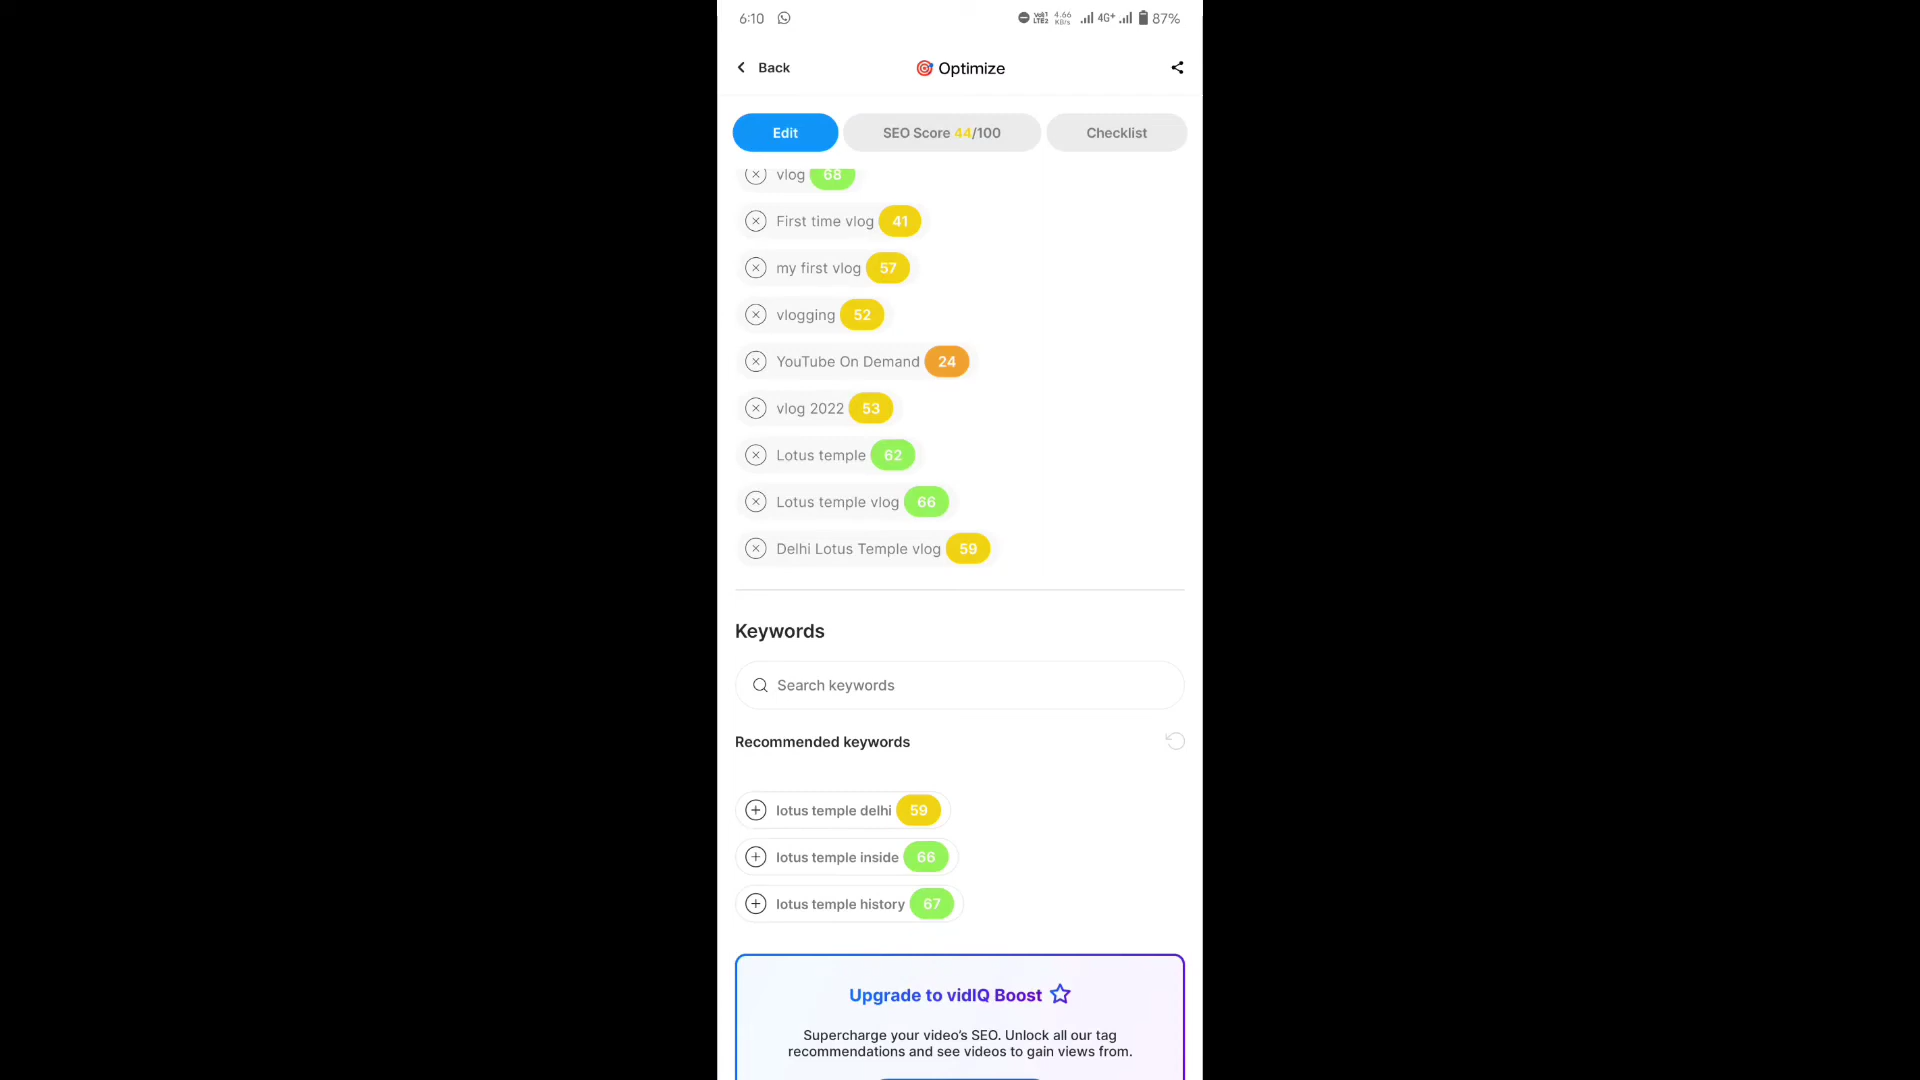 6:10 4.66 KB/s 4G+ 87%
Back 🎯 Optimize
Edit SEO Score 44/100 Checklist
vlog 68
First time vlog 41
my first vlog 57
vlogging 52
YouTube On Demand 24
vlog 2022 53
Lotus temple 62
Lotus temple vlog 66
Delhi Lotus Temple vlog 59
Keywords
Search keywords
Recommended keywords
lotus temple delhi 59
lotus temple inside 66
lotus temple history 67
Upgrade to vidIQ Boost
Supercharge your video's SEO. Unlock all our tag
recommendations and see videos to gain views from.